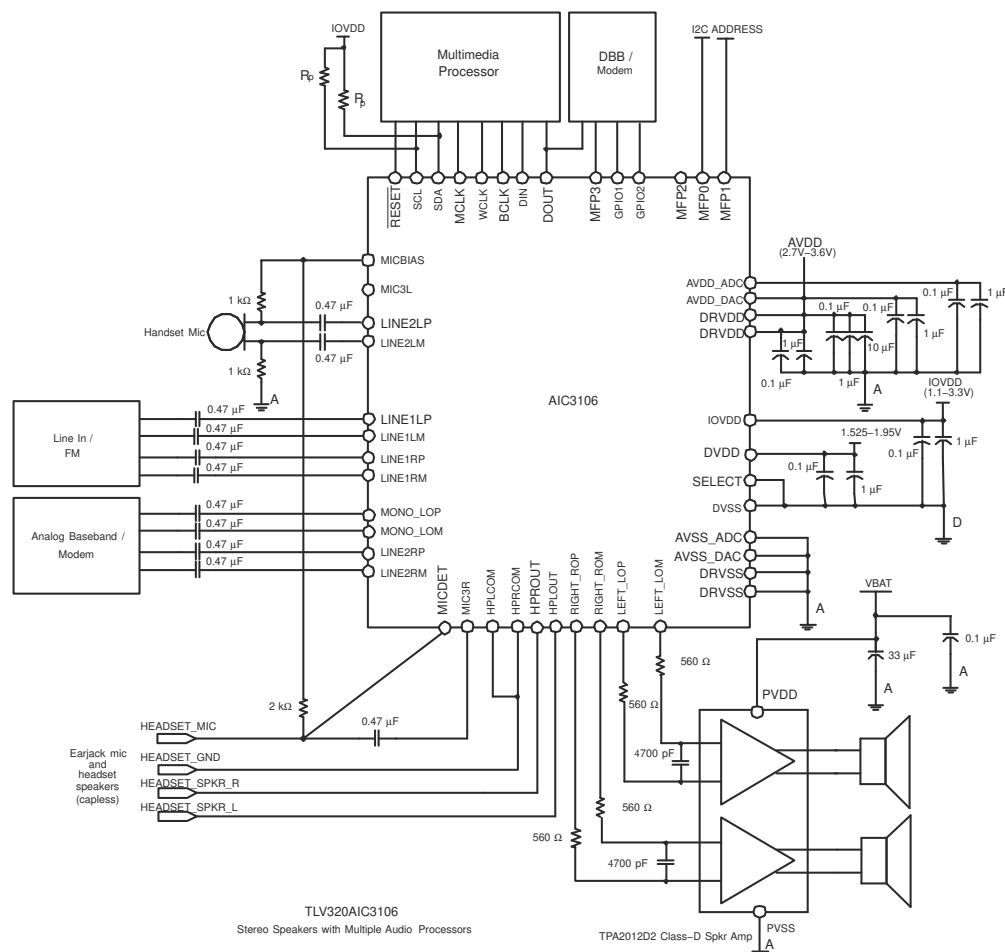 IOVDD
I2C ADDRESS
Multimedia
Processor
DBB /
Modem
Rp
Rp
RESET
SCL
SDA
MCLK
WCLK
BCLK
DIN
DOUT
MFP3
GPIO1
GPIO2
MFP2
MFP0
MFP1
AVDD
(2.7V–3.6V)
MICBIAS
MIC3L
AVDD_ADC
AVDD_DAC
DRVDD
DRVDD
0.1 μF
1 μF
0.1 μF
0.1 μF
1 μF
1 μF
10 μF
0.1 μF
1 μF
A
1 kΩ
0.47 μF
LINE2LP
Handset Mic
LINE2LM
0.47 μF
1 kΩ
A
AIC3106
IOVDD
(1.1–3.3V)
0.47 μF
LINE1LP
0.47 μF
LINE1LM
Line In /
FM
0.47 μF
LINE1RP
0.47 μF
LINE1RM
IOVDD
1.525–1.95V
DVDD
0.1 μF
1 μF
0.1 μF
1 μF
SELECT
DVSS
D
0.47 μF
MONO_LOP
0.47 μF
MONO_LOM
Analog Baseband /
Modem
0.47 μF
LINE2RP
0.47 μF
LINE2RM
AVSS_ADC
AVSS_DAC
DRVSS
DRVSS
A
MICDET
MIC3R
HPLCOM
HPRCOM
HPROUT
HPLOUT
RIGHT_ROP
RIGHT_ROM
LEFT_LOP
LEFT_LOM
VBAT
0.1 μF
33 μF
A
A
560 Ω
560 Ω
PVDD
2 kΩ
0.47 μF
HEADSET_MIC
Earjack mic
and
headset
speakers
(capless)
HEADSET_GND
HEADSET_SPKR_R
HEADSET_SPKR_L
4700 pF
560 Ω
560 Ω
4700 pF
TLV320AIC3106
Stereo Speakers with Multiple Audio Processors
TPA2012D2 Class–D Spkr Amp
PVSS
A